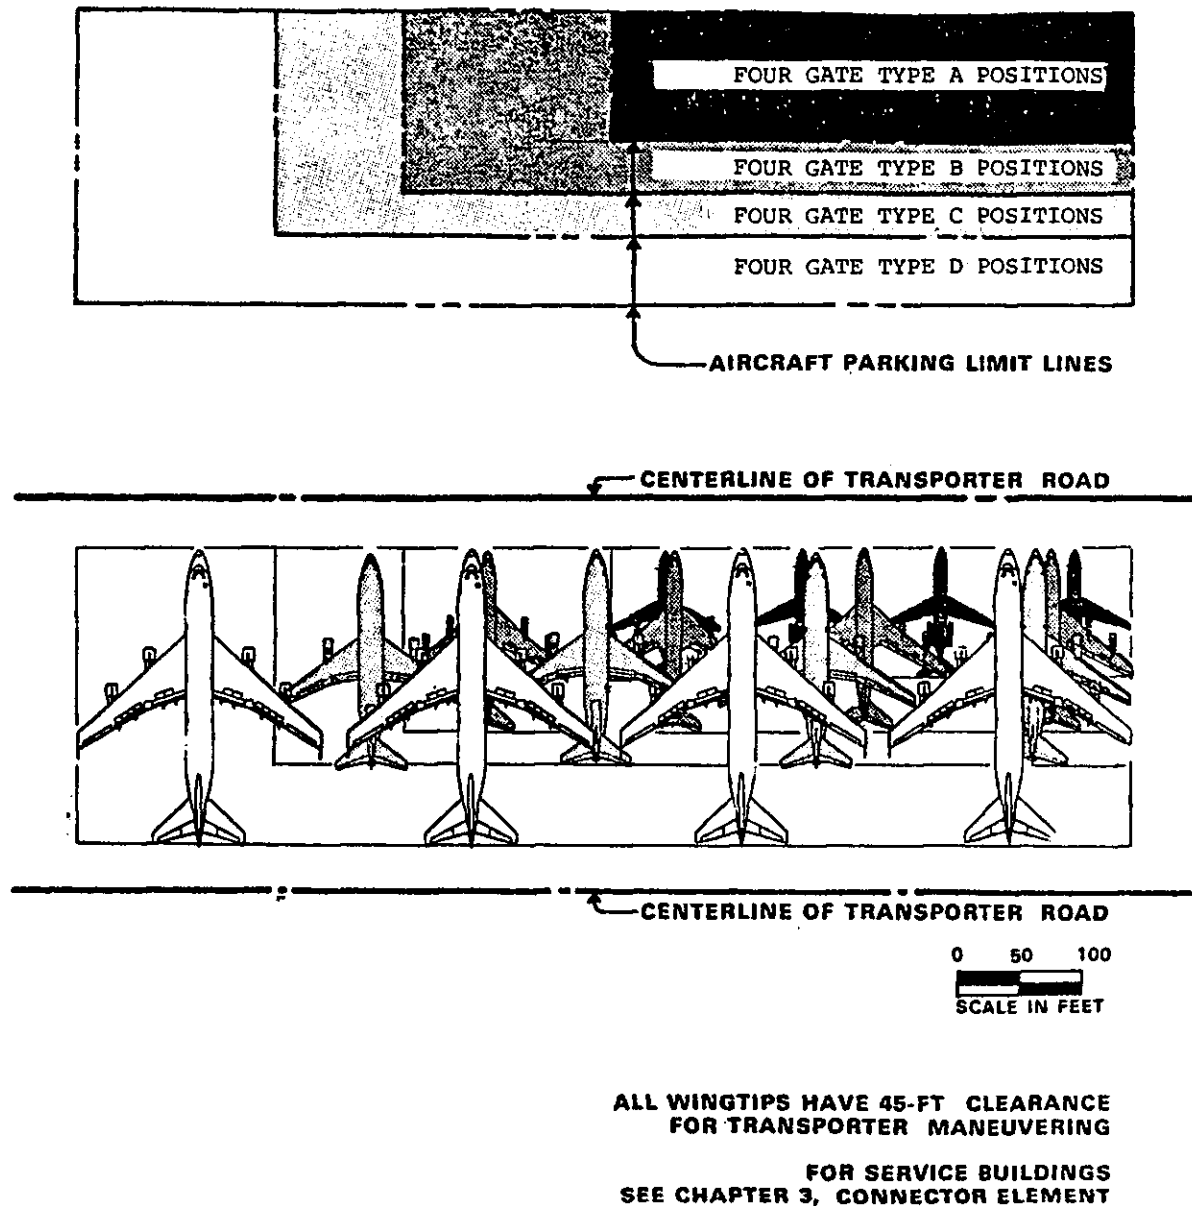 FOUR GATE TYPE A POSITIONS
FOUR GATE TYPE B POSITIONS
FOUR GATE TYPE C POSITIONS
FOUR GATE TYPE D POSITIONS
AIRCRAFT PARKING LIMIT LINES
CENTERLINE OF TRANSPORTER ROAD
CENTERLINE OF TRANSPORTER ROAD
0 50 100
SCALE IN FEET
ALL WINGTIPS HAVE 45-FT CLEARANCE
FOR TRANSPORTER MANEUVERING
FOR SERVICE BUILDINGS
SEE CHAPTER 3, CONNECTOR ELEMENT